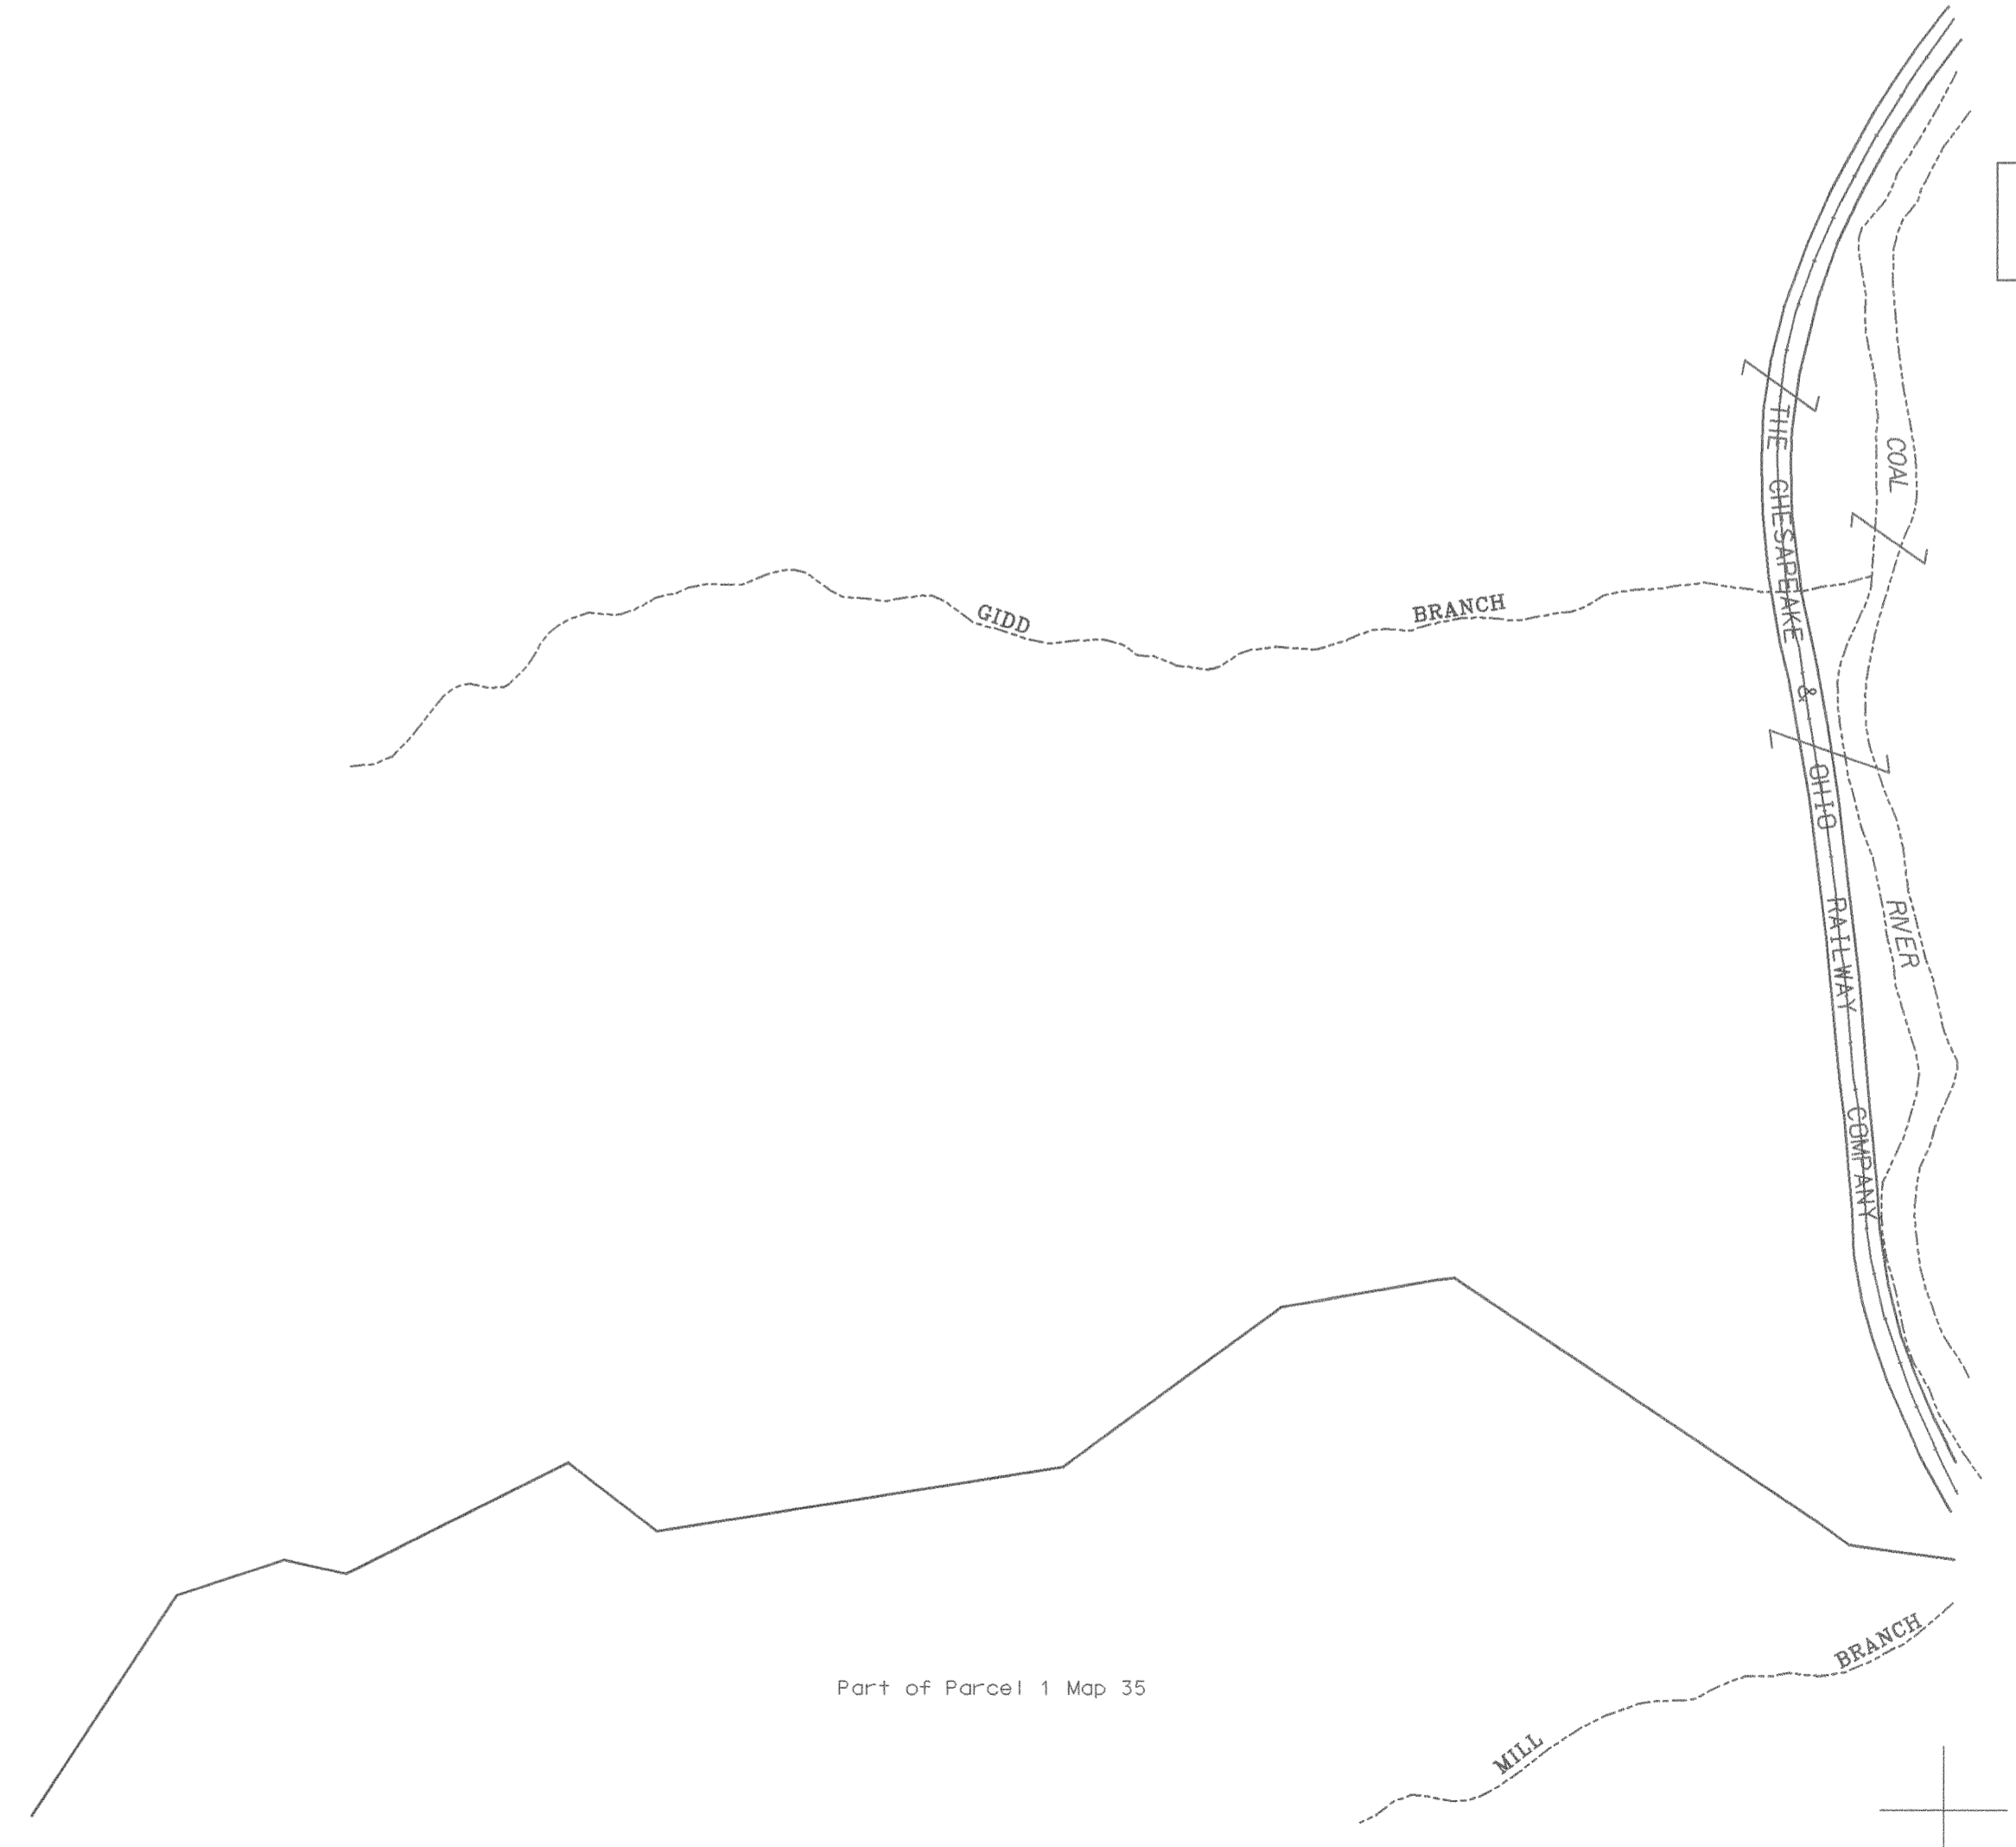 THE CHESAPEAKE & OHIO RAILWAY COMPANY
COAL RIVER
GIDD BRANCH
Part of Parcel 1 Map 35
MILL BRANCH